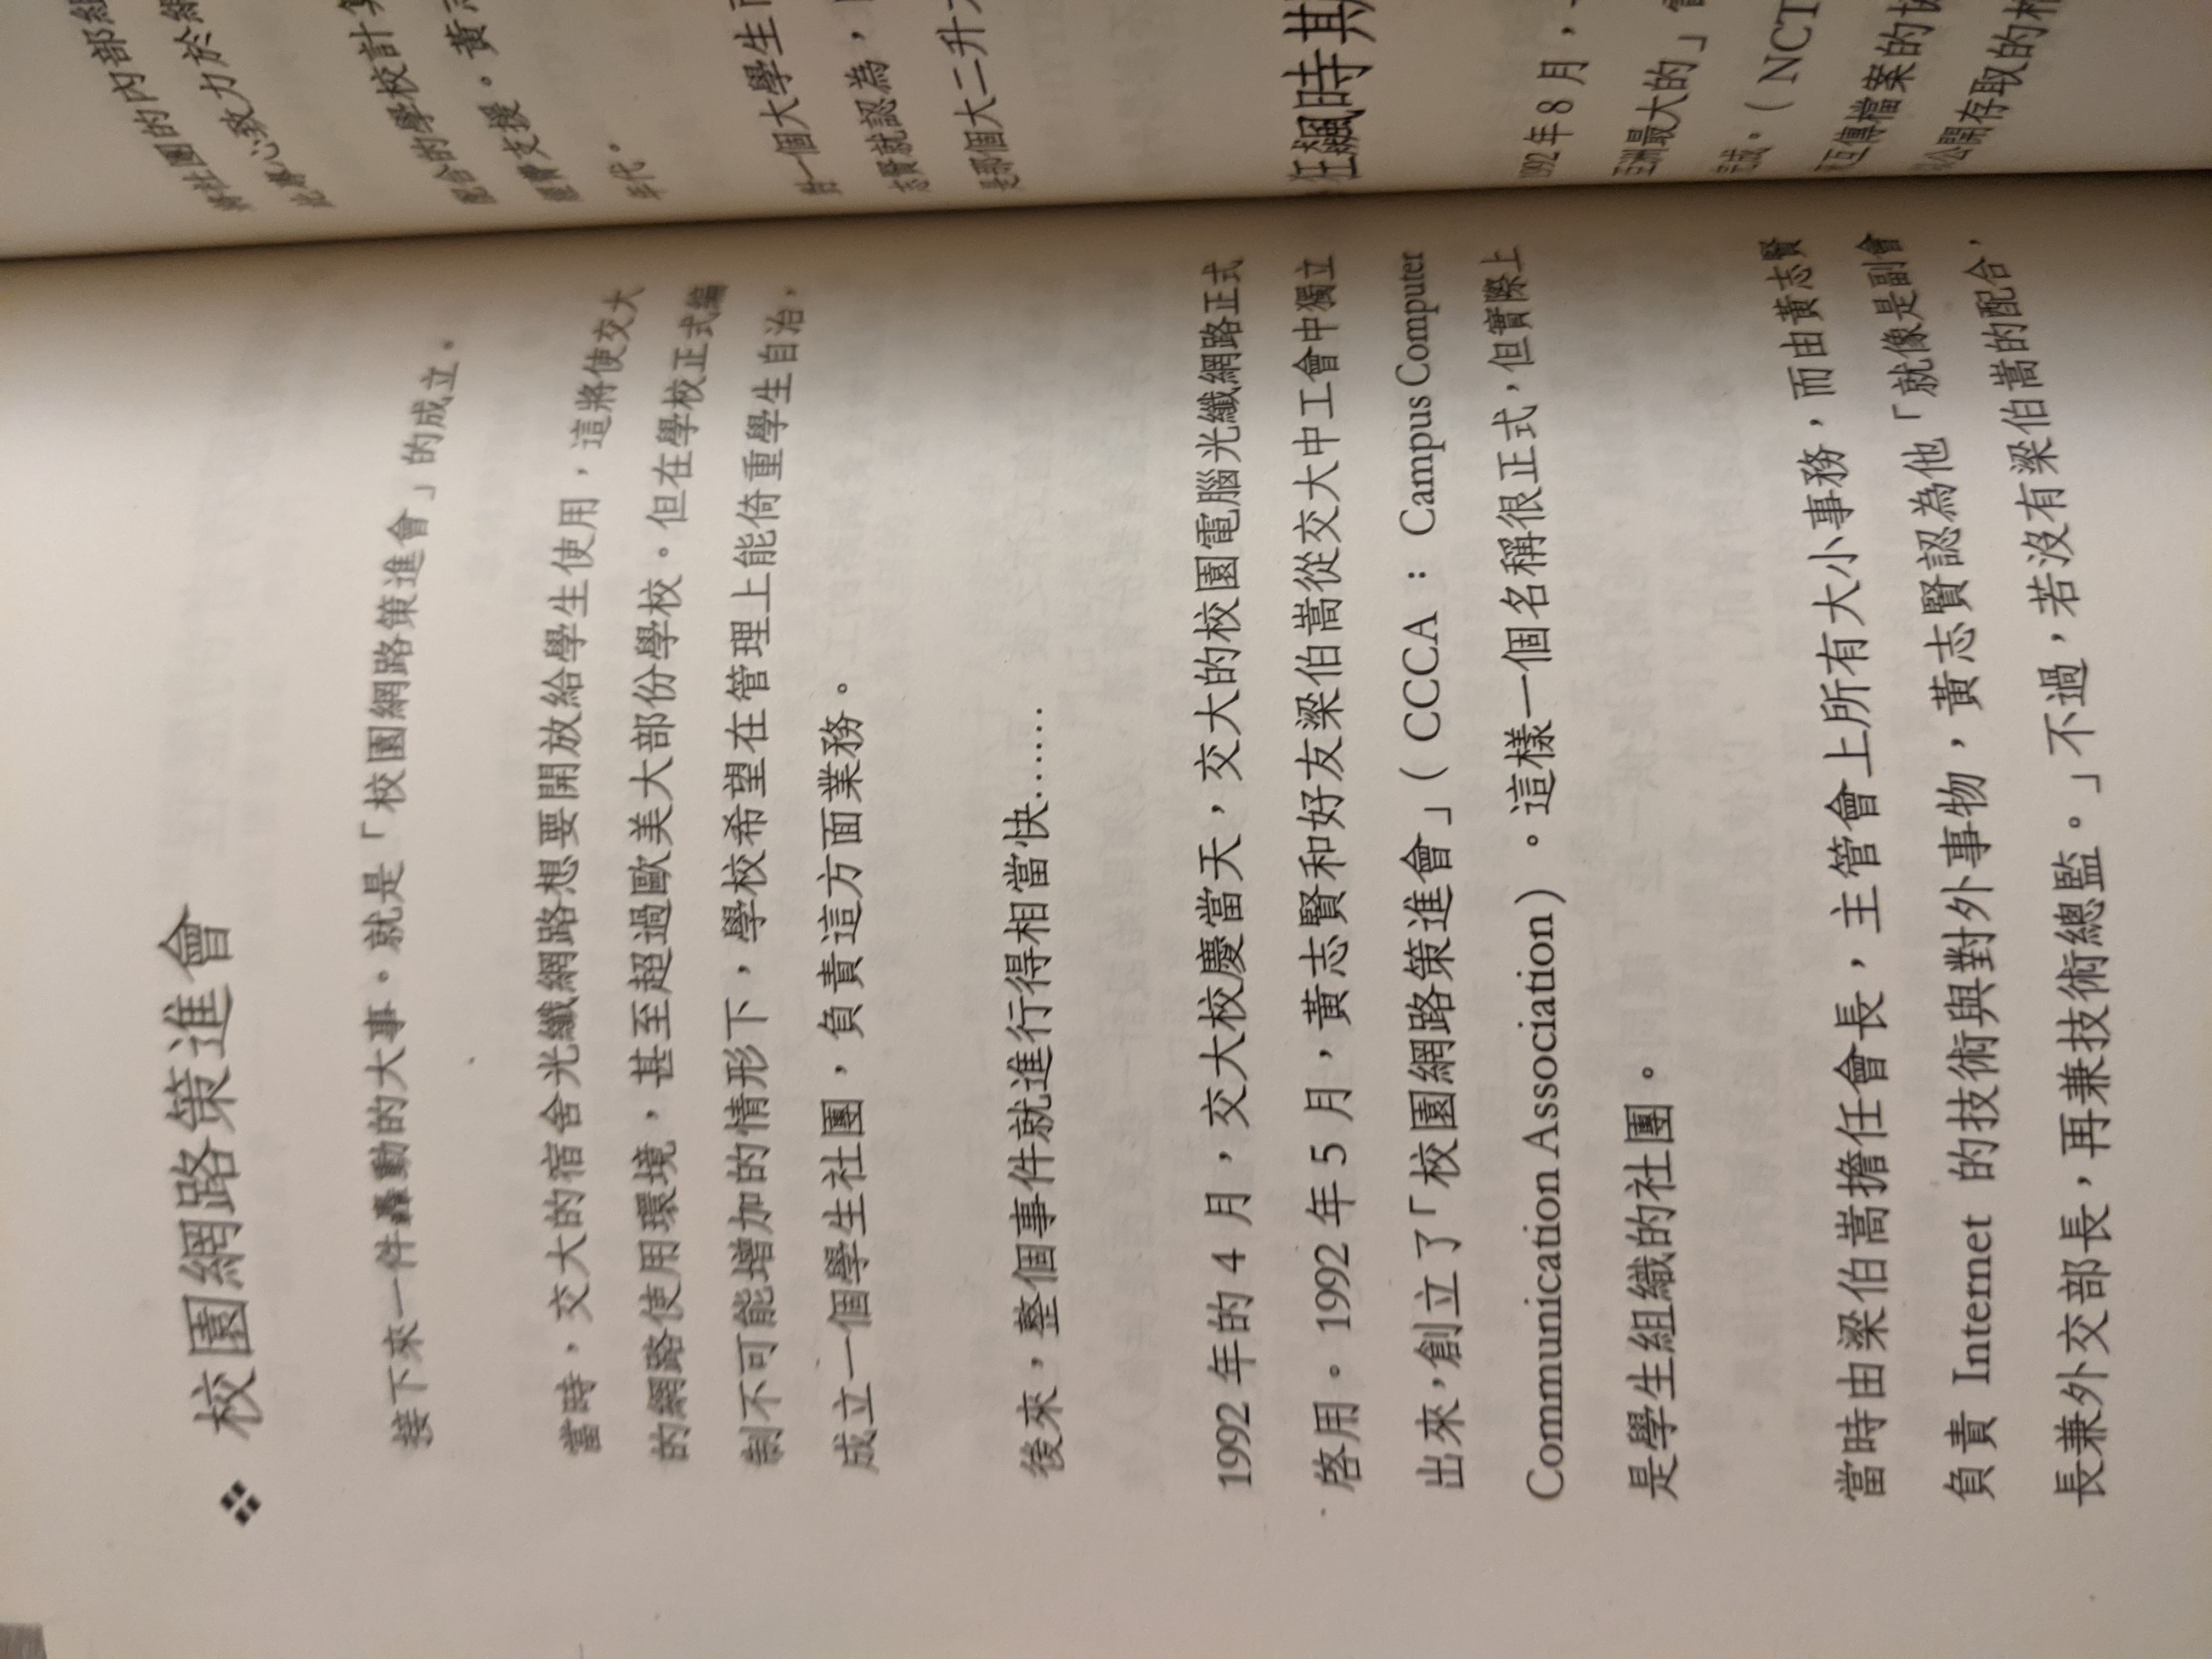 ❖ 校園網路策進會
接下來一件轟動的大事。就是「校園網路策進會」的成立。
當時，交大的宿舍光纖網路想要開放給學生使用，這將使交大
的網路使用環境，甚至超過歐美大部份學校。但在學校正式編
制不可能增加的情形下，學校希望在管理上能倚重學生自治，
成立一個學生社團，負責這方面業務。
後來，整個事件就進行得相當快……
1992 年的 4 月，交大校慶當天，交大的校園電腦光纖網路正式
啓用。 1992 年 5 月，黃志賢和好友梁伯嵩從交大中工會中獨立
出來，創立了「校園網路策進會」（ CCCA ： Campus Computer
Communication Association） 。這樣一個名稱很正式，但實際上
是學生組織的社團。
當時由梁伯嵩擔任會長，主管會上所有大小事務，而由黃志賢
負責 Internet 的技術與對外事物，黃志賢認為他「就像是副會
長兼外交部長，再兼技術總監。」不過，若沒有梁伯嵩的配合，
將社團的內部組
此專心致力於網
配合的學校計算
經費支援。黃志
年代。
對一個大學生而
志賢就認為，
是那個大二升大
狂飆時期
1992 年 8 月，
亞洲最大的」
完成。（ NCT
互傳檔案的協
公開存取的